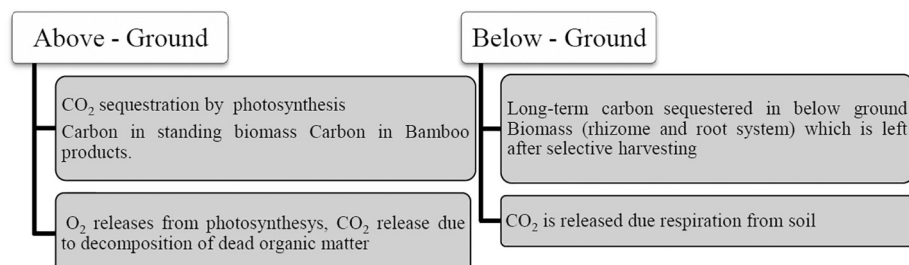 Above - Ground
CO₂ sequestration by photosynthesis
Carbon in standing biomass Carbon in Bamboo
products.
O₂ releases from photosynthesys, CO₂ release due
to decomposition of dead organic matter
Below - Ground
Long-term carbon sequestered in below ground
Biomass (rhizome and root system) which is left
after selective harvesting
CO₂ is released due respiration from soil